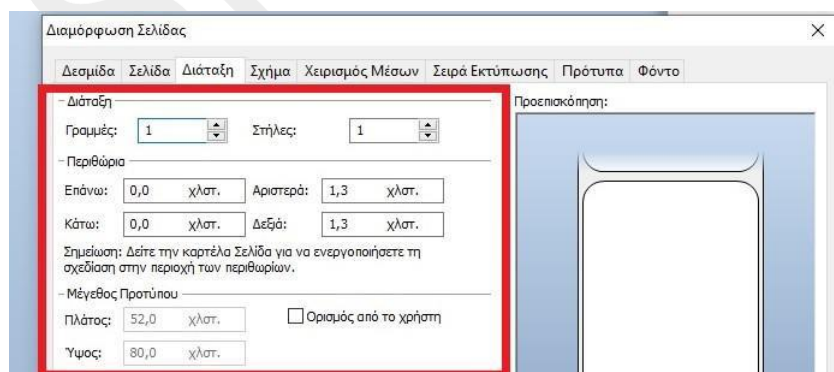 Διαμόρφωση Σελίδας
Δεσμίδα Σελίδα Διάταξη Σχήμα Χειρισμός Μέσων Σειρά Εκτύπωσης Πρότυπα Φόντο
Διάταξη
Προεπισκόπηση:
Γραμμές: 1 Στήλες: 1
Περιθώρια
Επάνω: 0,0 χλστ. Αριστερά: 1,3 χλστ.
Κάτω: 0,0 χλστ. Δεξιά: 1,3 χλστ.
Σημείωση: Δείτε την καρτέλα Σελίδα για να ενεργοποιήσετε τη
σχεδίαση στην περιοχή των περιθωρίων.
Μέγεθος Προτύπου
Πλάτος: 52,0 χλστ. Ορισμός από το χρήστη
Ύψος: 80,0 χλστ.